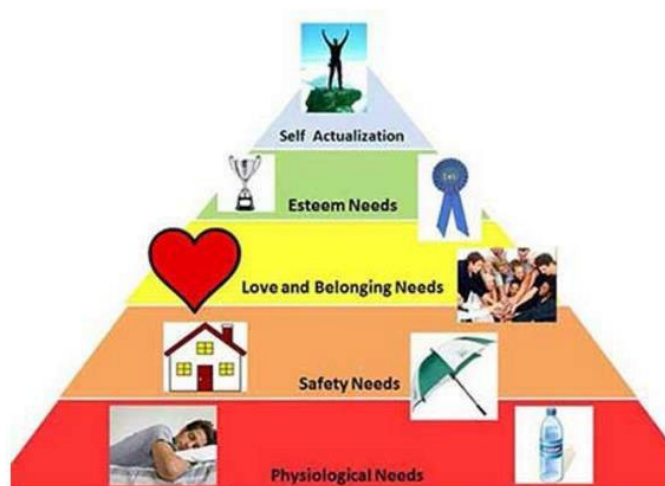 Self Actualization
Esteem Needs
Love and Belonging Needs
Safety Needs
Physiological Needs